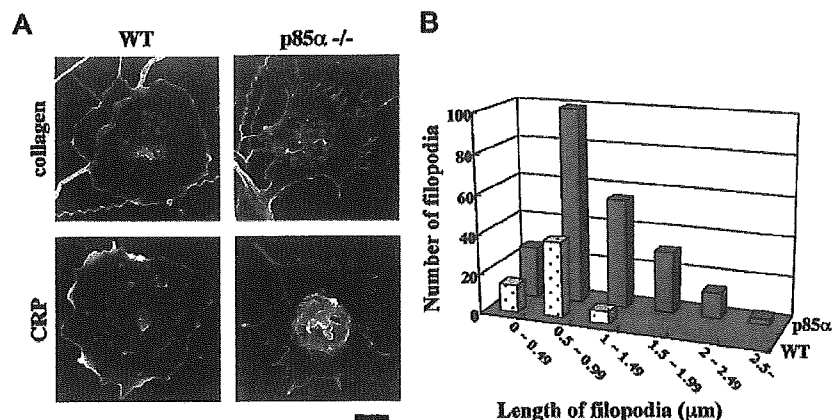 A
WT
p85α -/-
collagen
CRP
B
Number of filopodia
100
80
60
40
20
0
0 ~ 0.49
0.5 ~ 0.99
1 ~ 1.49
1.5 ~ 1.99
2 ~ 2.49
2.5~
p85α
WT
Length of filopodia (μm)